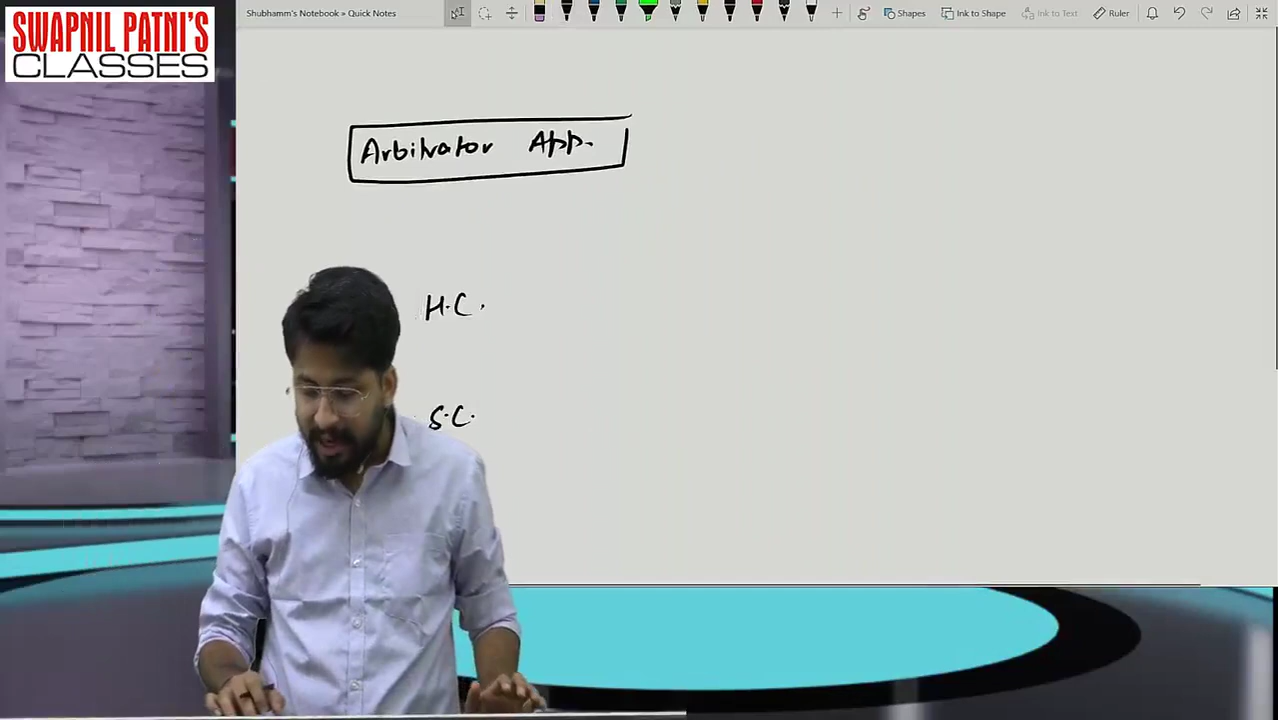 SWAPNIL PATNI'S
CLASSES
Shubhamm's Notebook » Quick Notes
Shapes
Ink to Shape
Ink to Text
Ruler
Arbitrator App.
H.C.
S.C.